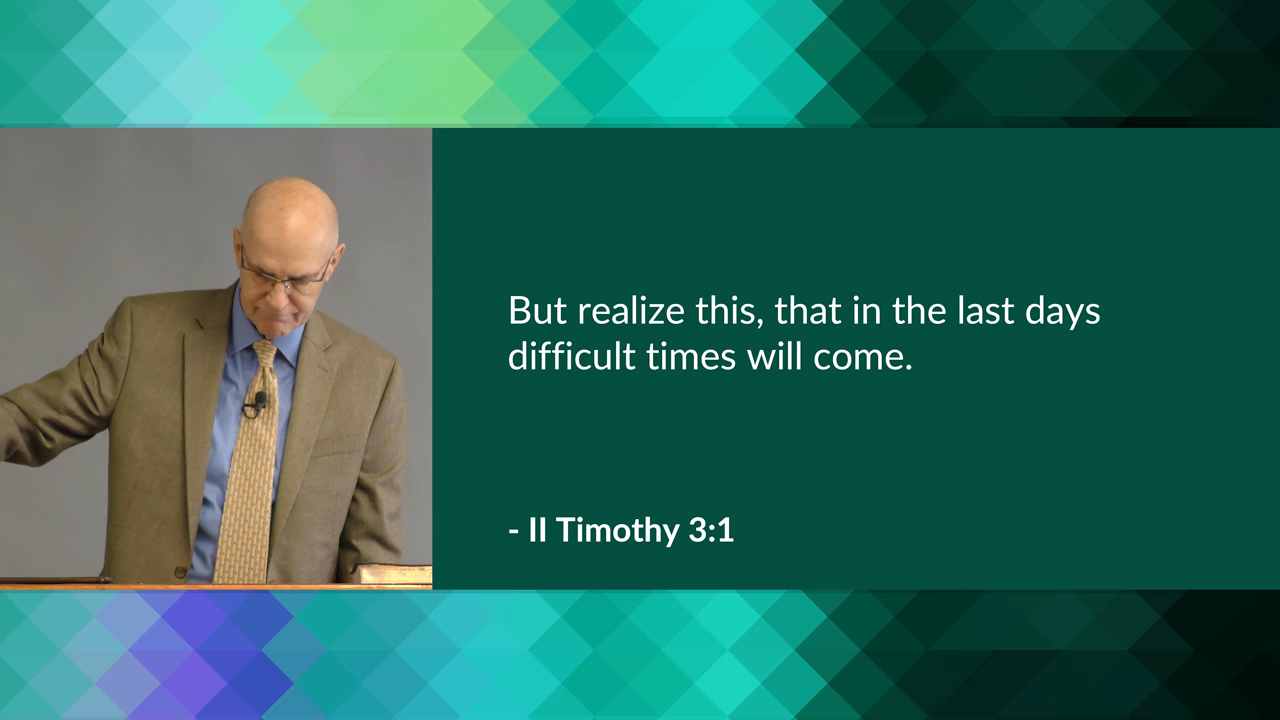 But realize this, that in the last days
difficult times will come.
- II Timothy 3:1